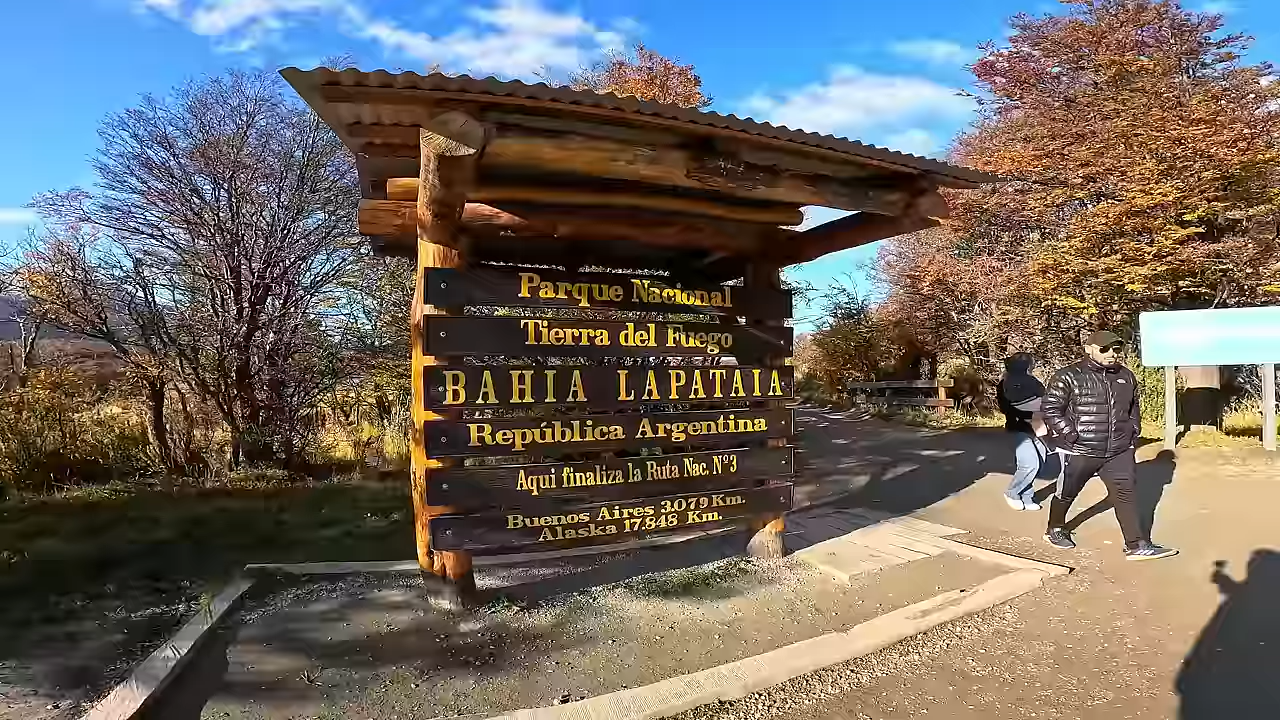 Parque Nacional
Tierra del Fuego
BAHIA LAPATAIA
República Argentina
Aqui finaliza la Ruta Nac. N°3
Buenos Aires 3.079 Km.
Alaska 17.848 Km.